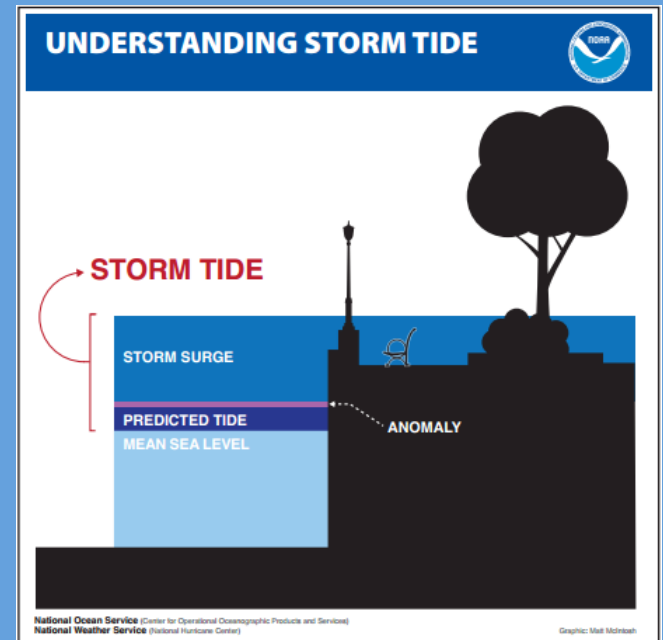 UNDERSTANDING STORM TIDE
NOAA
STORM TIDE
STORM SURGE
PREDICTED TIDE
ANOMALY
MEAN SEA LEVEL
National Ocean Service (Center for Operational Oceanographic Products and Services)
National Weather Service (National Hurricane Center)
Graphic: Matt McIntosh